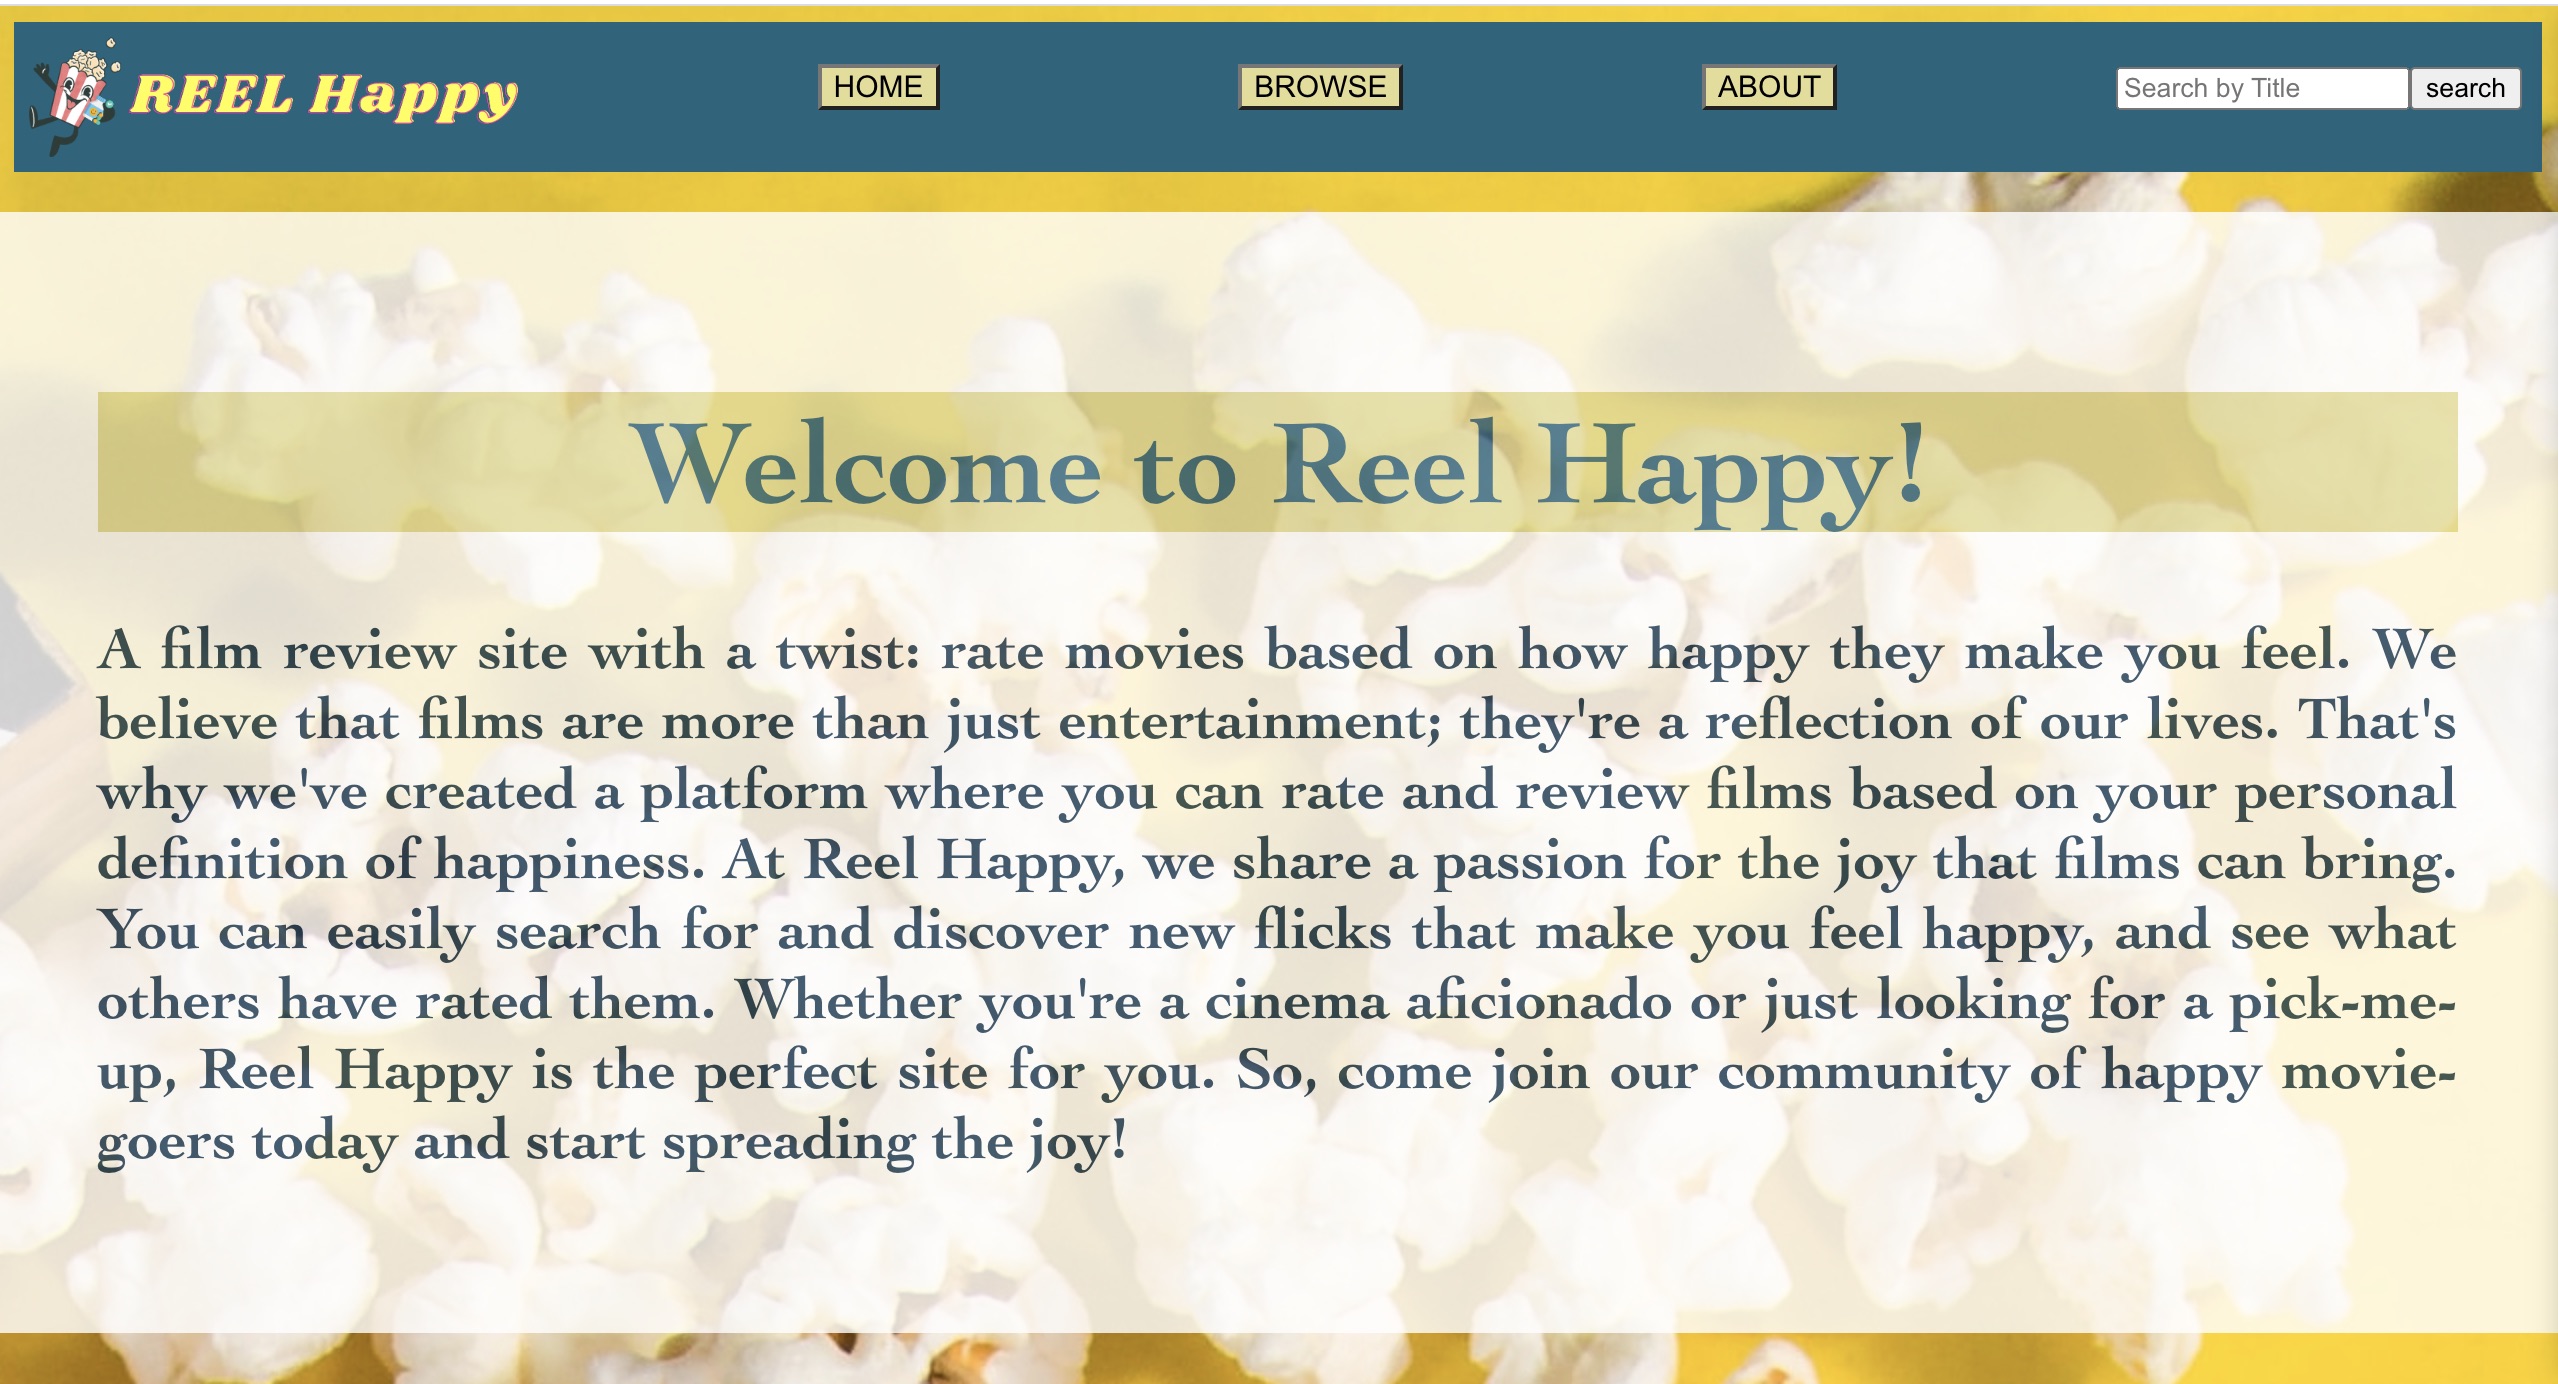 REEL Happy
HOME
BROWSE
ABOUT
Search by Title
search
Welcome to Reel Happy!
A film review site with a twist: rate movies based on how happy they make you feel. We
believe that films are more than just entertainment; they're a reflection of our lives. That's
why we've created a platform where you can rate and review films based on your personal
definition of happiness. At Reel Happy, we share a passion for the joy that films can bring.
You can easily search for and discover new flicks that make you feel happy, and see what
others have rated them. Whether you're a cinema aficionado or just looking for a pick-me-
up, Reel Happy is the perfect site for you. So, come join our community of happy movie-
goers today and start spreading the joy!